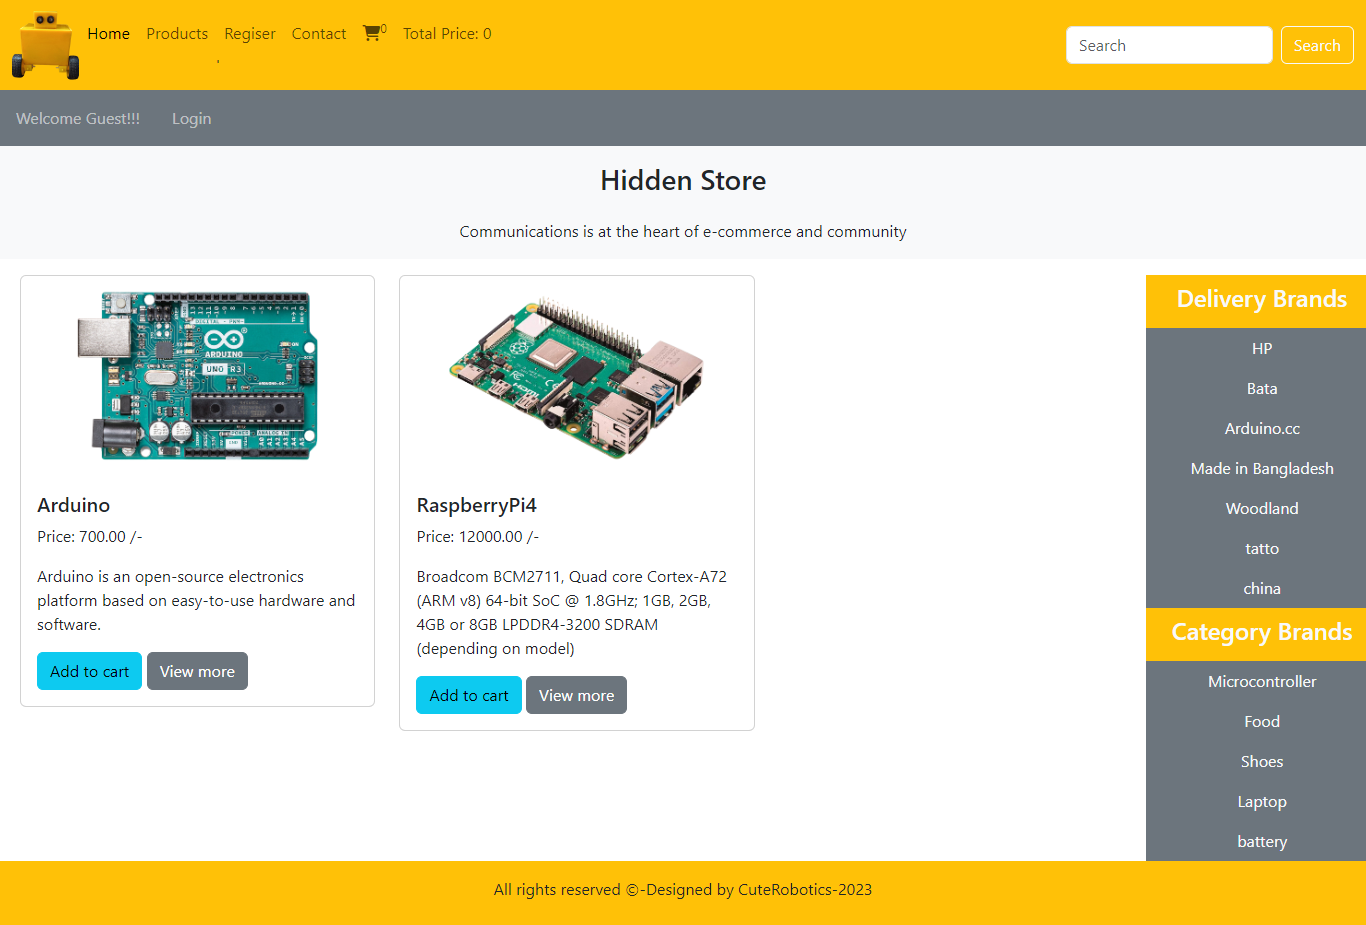 Home Products Regiser Contact 0 Total Price: 0
Search Search
Welcome Guest!!! Login
Hidden Store
Communications is at the heart of e-commerce and community
ARDUINO
UNO R3
Arduino
Price: 700.00 /-
Arduino is an open-source electronics
platform based on easy-to-use hardware and
software.
Add to cart View more
RaspberryPi4
Price: 12000.00 /-
Broadcom BCM2711, Quad core Cortex-A72
(ARM v8) 64-bit SoC @ 1.8GHz; 1GB, 2GB,
4GB or 8GB LPDDR4-3200 SDRAM
(depending on model)
Add to cart View more
Delivery Brands
HP
Bata
Arduino.cc
Made in Bangladesh
Woodland
tatto
china
Category Brands
Microcontroller
Food
Shoes
Laptop
battery
All rights reserved ©-Designed by CuteRobotics-2023